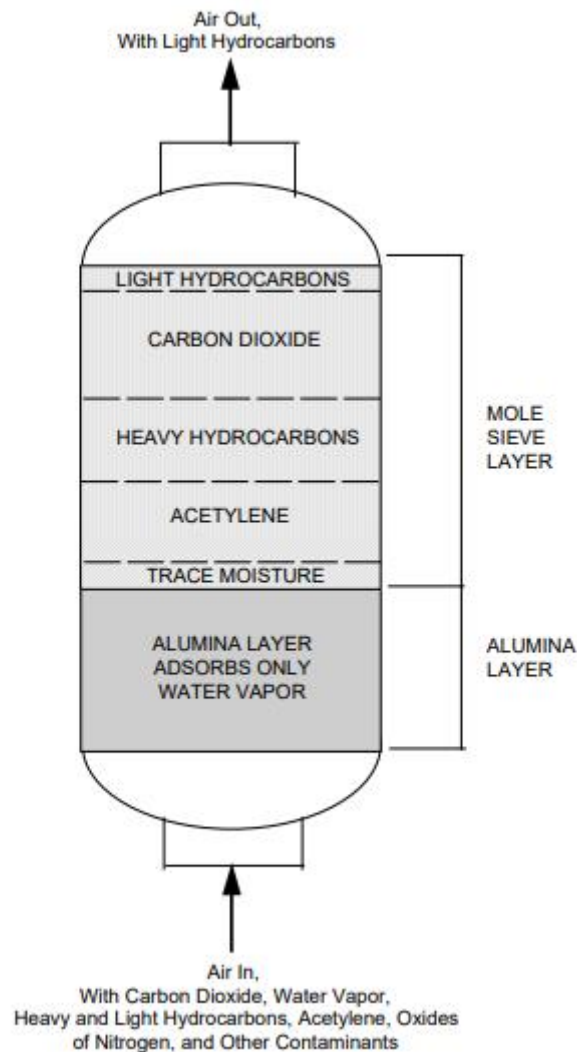 Air Out,
With Light Hydrocarbons
LIGHT HYDROCARBONS
CARBON DIOXIDE
HEAVY HYDROCARBONS
ACETYLENE
TRACE MOISTURE
MOLE
SIEVE
LAYER
ALUMINA LAYER
ADSORBS ONLY
WATER VAPOR
ALUMINA
LAYER
Air In,
With Carbon Dioxide, Water Vapor,
Heavy and Light Hydrocarbons, Acetylene, Oxides
of Nitrogen, and Other Contaminants